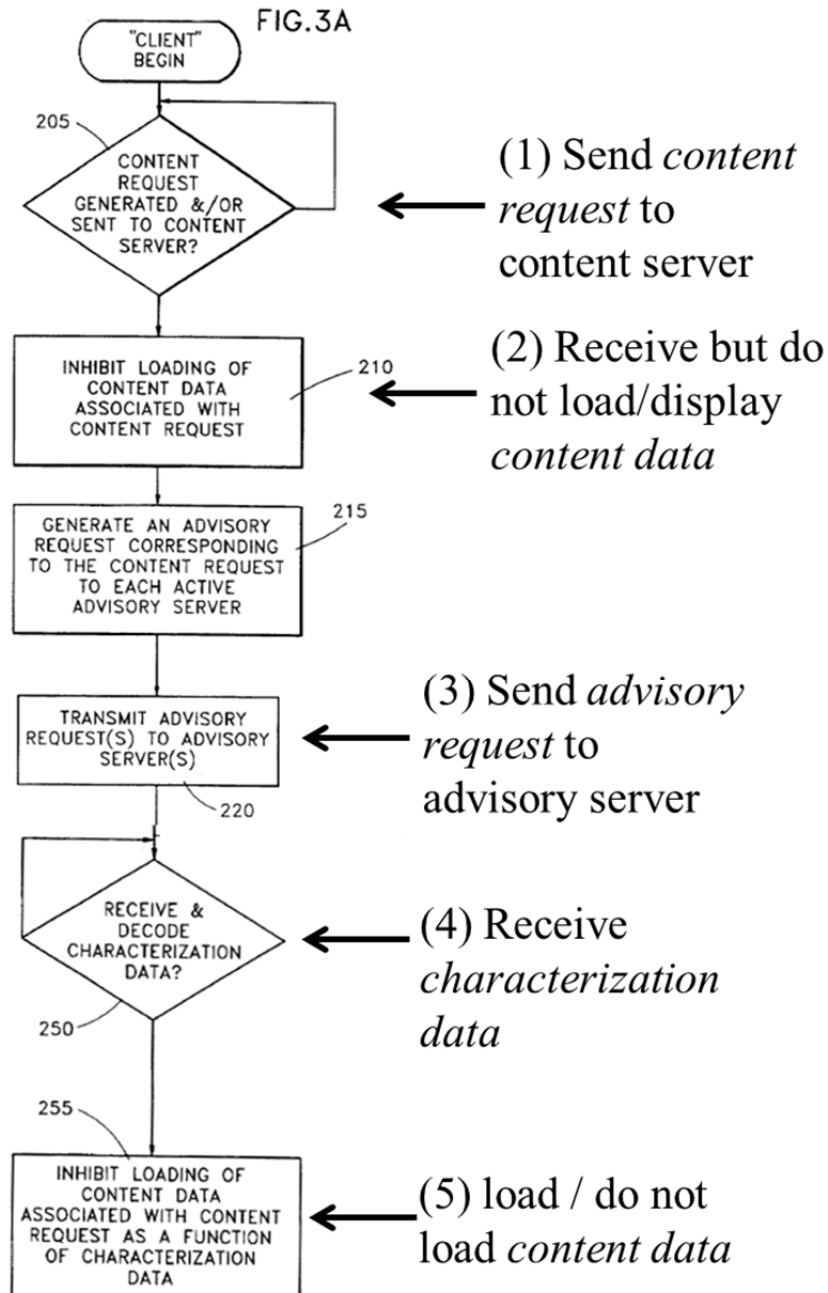 FIG.3A
"CLIENT"
BEGIN
205
CONTENT
REQUEST
GENERATED &/OR
SENT TO CONTENT
SERVER?
(1) Send content
request to
content server
INHIBIT LOADING OF
CONTENT DATA
ASSOCIATED WITH
CONTENT REQUEST
210
(2) Receive but do
not load/display
content data
GENERATE AN ADVISORY
REQUEST CORRESPONDING
TO THE CONTENT REQUEST
TO EACH ACTIVE
ADVISORY SERVER
215
TRANSMIT ADVISORY
REQUEST(S) TO ADVISORY
SERVER(S)
220
(3) Send advisory
request to
advisory server
RECEIVE &
DECODE
CHARACTERIZATION
DATA?
250
(4) Receive
characterization
data
255
INHIBIT LOADING OF
CONTENT DATA
ASSOCIATED WITH CONTENT
REQUEST AS A FUNCTION
OF CHARACTERIZATION
DATA
(5) load / do not
load content data